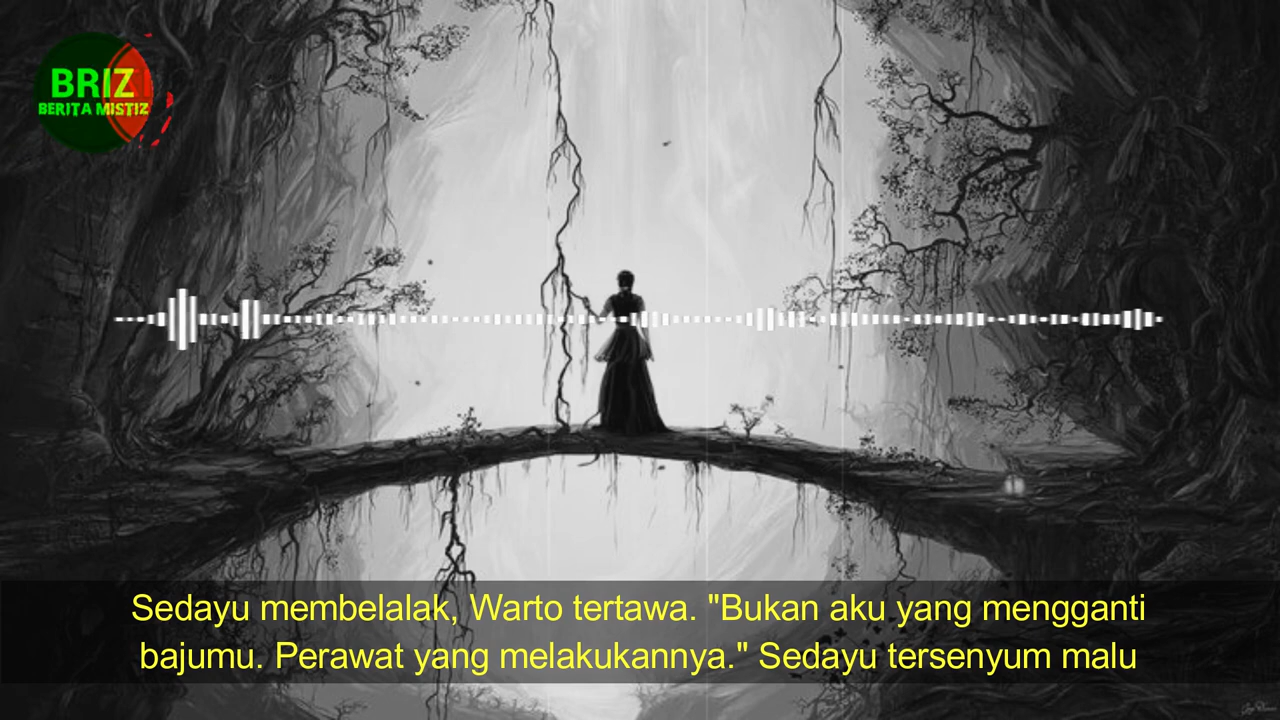 BRIZ
BERITA MISTIZ
Sedayu membelalak, Warto tertawa. "Bukan aku yang mengganti
bajumu. Perawat yang melakukannya." Sedayu tersenyum malu